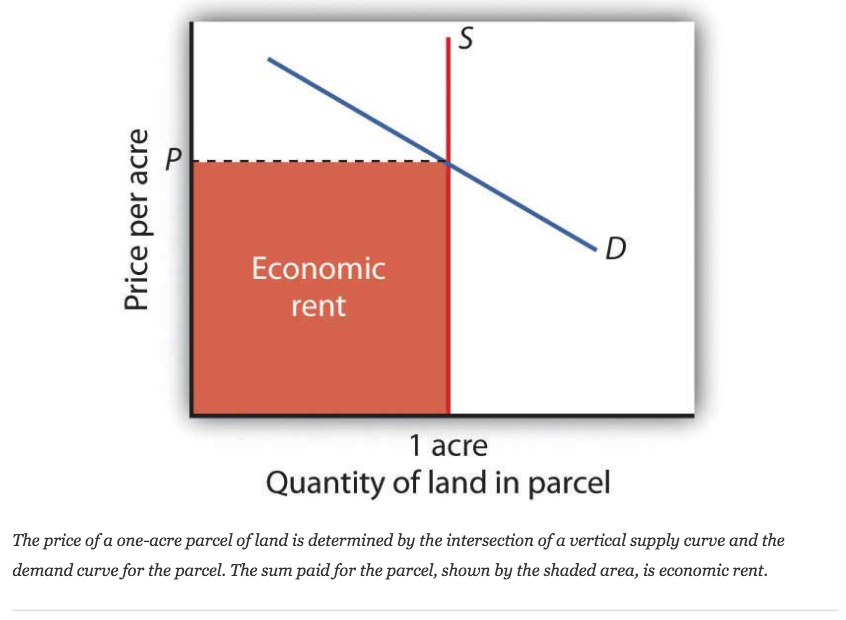 S
P
Price per acre
D
Economic
rent
1 acre
Quantity of land in parcel
The price of a one-acre parcel of land is determined by the intersection of a vertical supply curve and the
demand curve for the parcel. The sum paid for the parcel, shown by the shaded area, is economic rent.